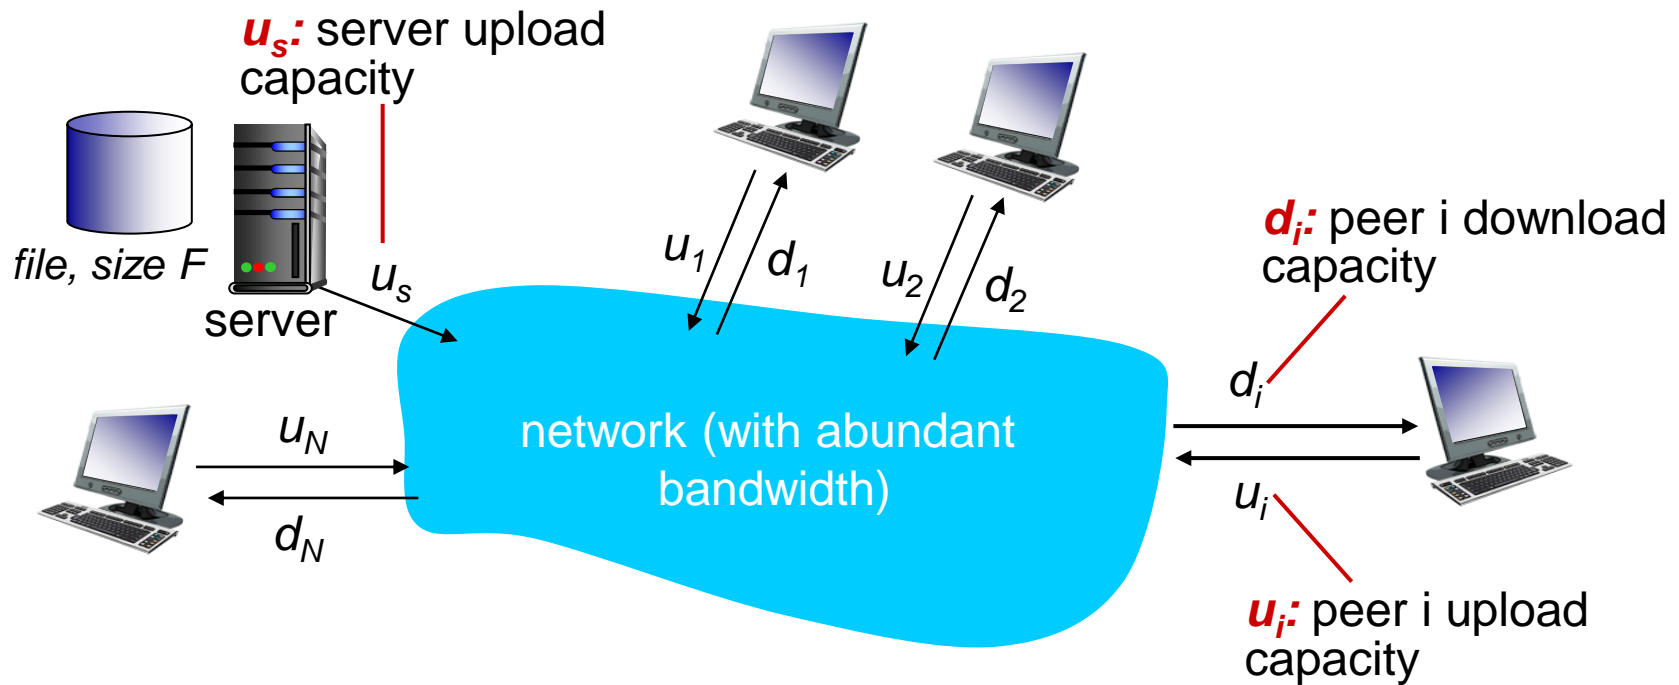 us: server upload
capacity
file, size F
us
server
u1
d1
u2
d2
di: peer i download
capacity
di
uN
dN
network (with abundant
bandwidth)
ui
ui: peer i upload
capacity